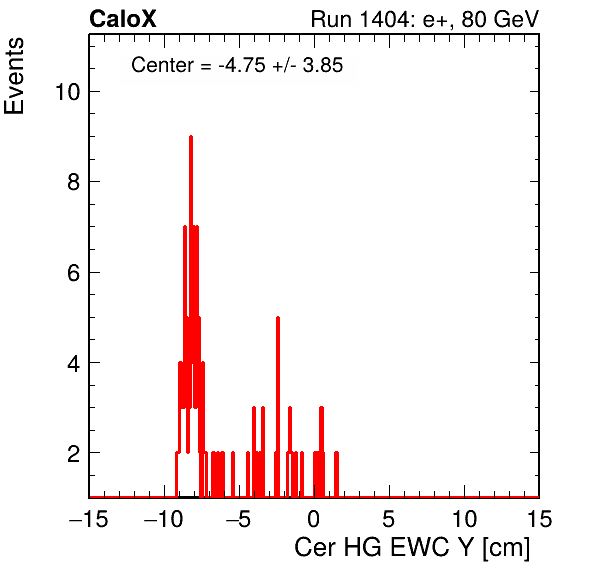 CaloX Run 1404: e+, 80 GeV
Center = -4.75 +/- 3.85
Events
10
8
6
4
2
−15 −10 −5 0 5 10 15
Cer HG EWC Y [cm]